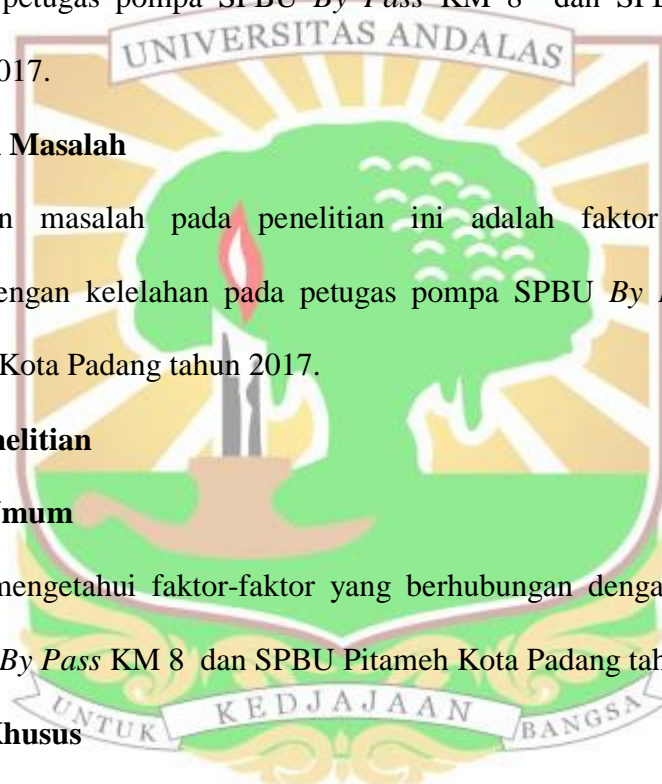 petugas pompa SPBU By Pass KM 8 dan SP
UNIVERSITAS ANDALAS
017.
Masalah
n masalah pada penelitian ini adalah faktor
engan kelelahan pada petugas pompa SPBU By
Kota Padang tahun 2017.
nelitian
Umum
mengetahui faktor-faktor yang berhubungan denga
By Pass KM 8 dan SPBU Pitameh Kota Padang tah
UNTUK KEDJAJAAN BANGSA
Khusus